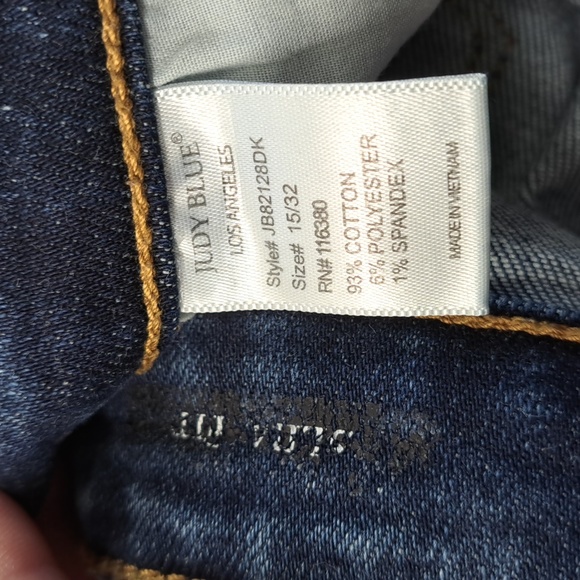 JUDY BLUE®
LOS ANGELES
Style# JB82128DK
Size# 15/32
RN# 116380
93% COTTON
6% POLYESTER
1% SPANDEX
MADE IN VIETNAM